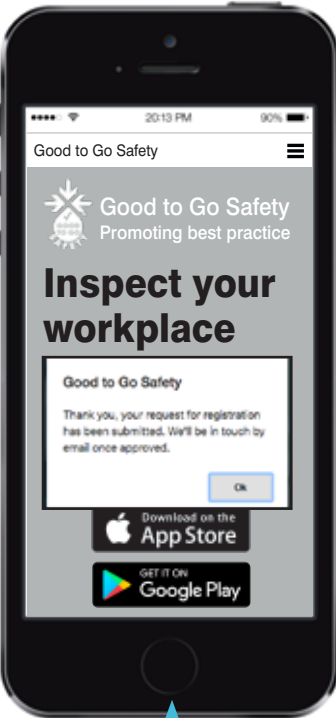 20:13 PM
90%
Good to Go Safety
Good to Go Safety
Promoting best practice
Inspect your
workplace
Good to Go Safety
Thank you, your request for registration
has been submitted. We'll be in touch by
email once approved.
Ok
Download on the
App Store
GET IT ON
Google Play